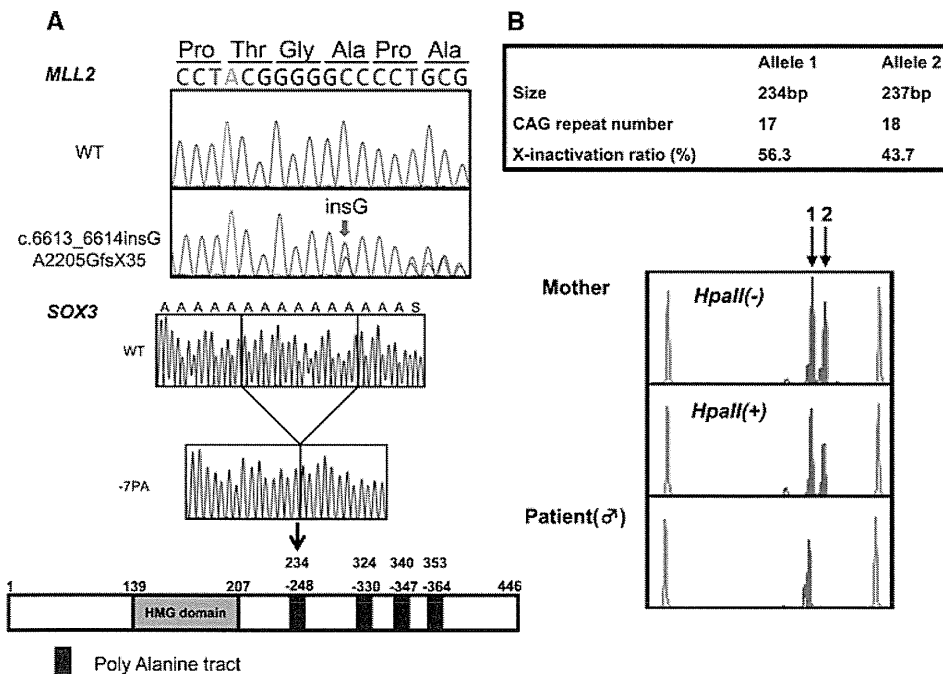 A
Pro Thr Gly Ala Pro Ala
MLL2
CCTACGGGGGCCCCTGCG
WT
insG
c.6613_6614insG
A2205GfsX35
SOX3
A A A A A A A A A A A A A A A S
WT
-7PA
234 324 340 353
1 139 207 -248 -330 -347 -364 446
HMG domain
Poly Alanine tract
B
Allele 1 Allele 2
Size 234bp 237bp
CAG repeat number 17 18
X-inactivation ratio (%) 56.3 43.7
1 2
Mother
HpaII(-)
HpaII(+)
Patient(♂)